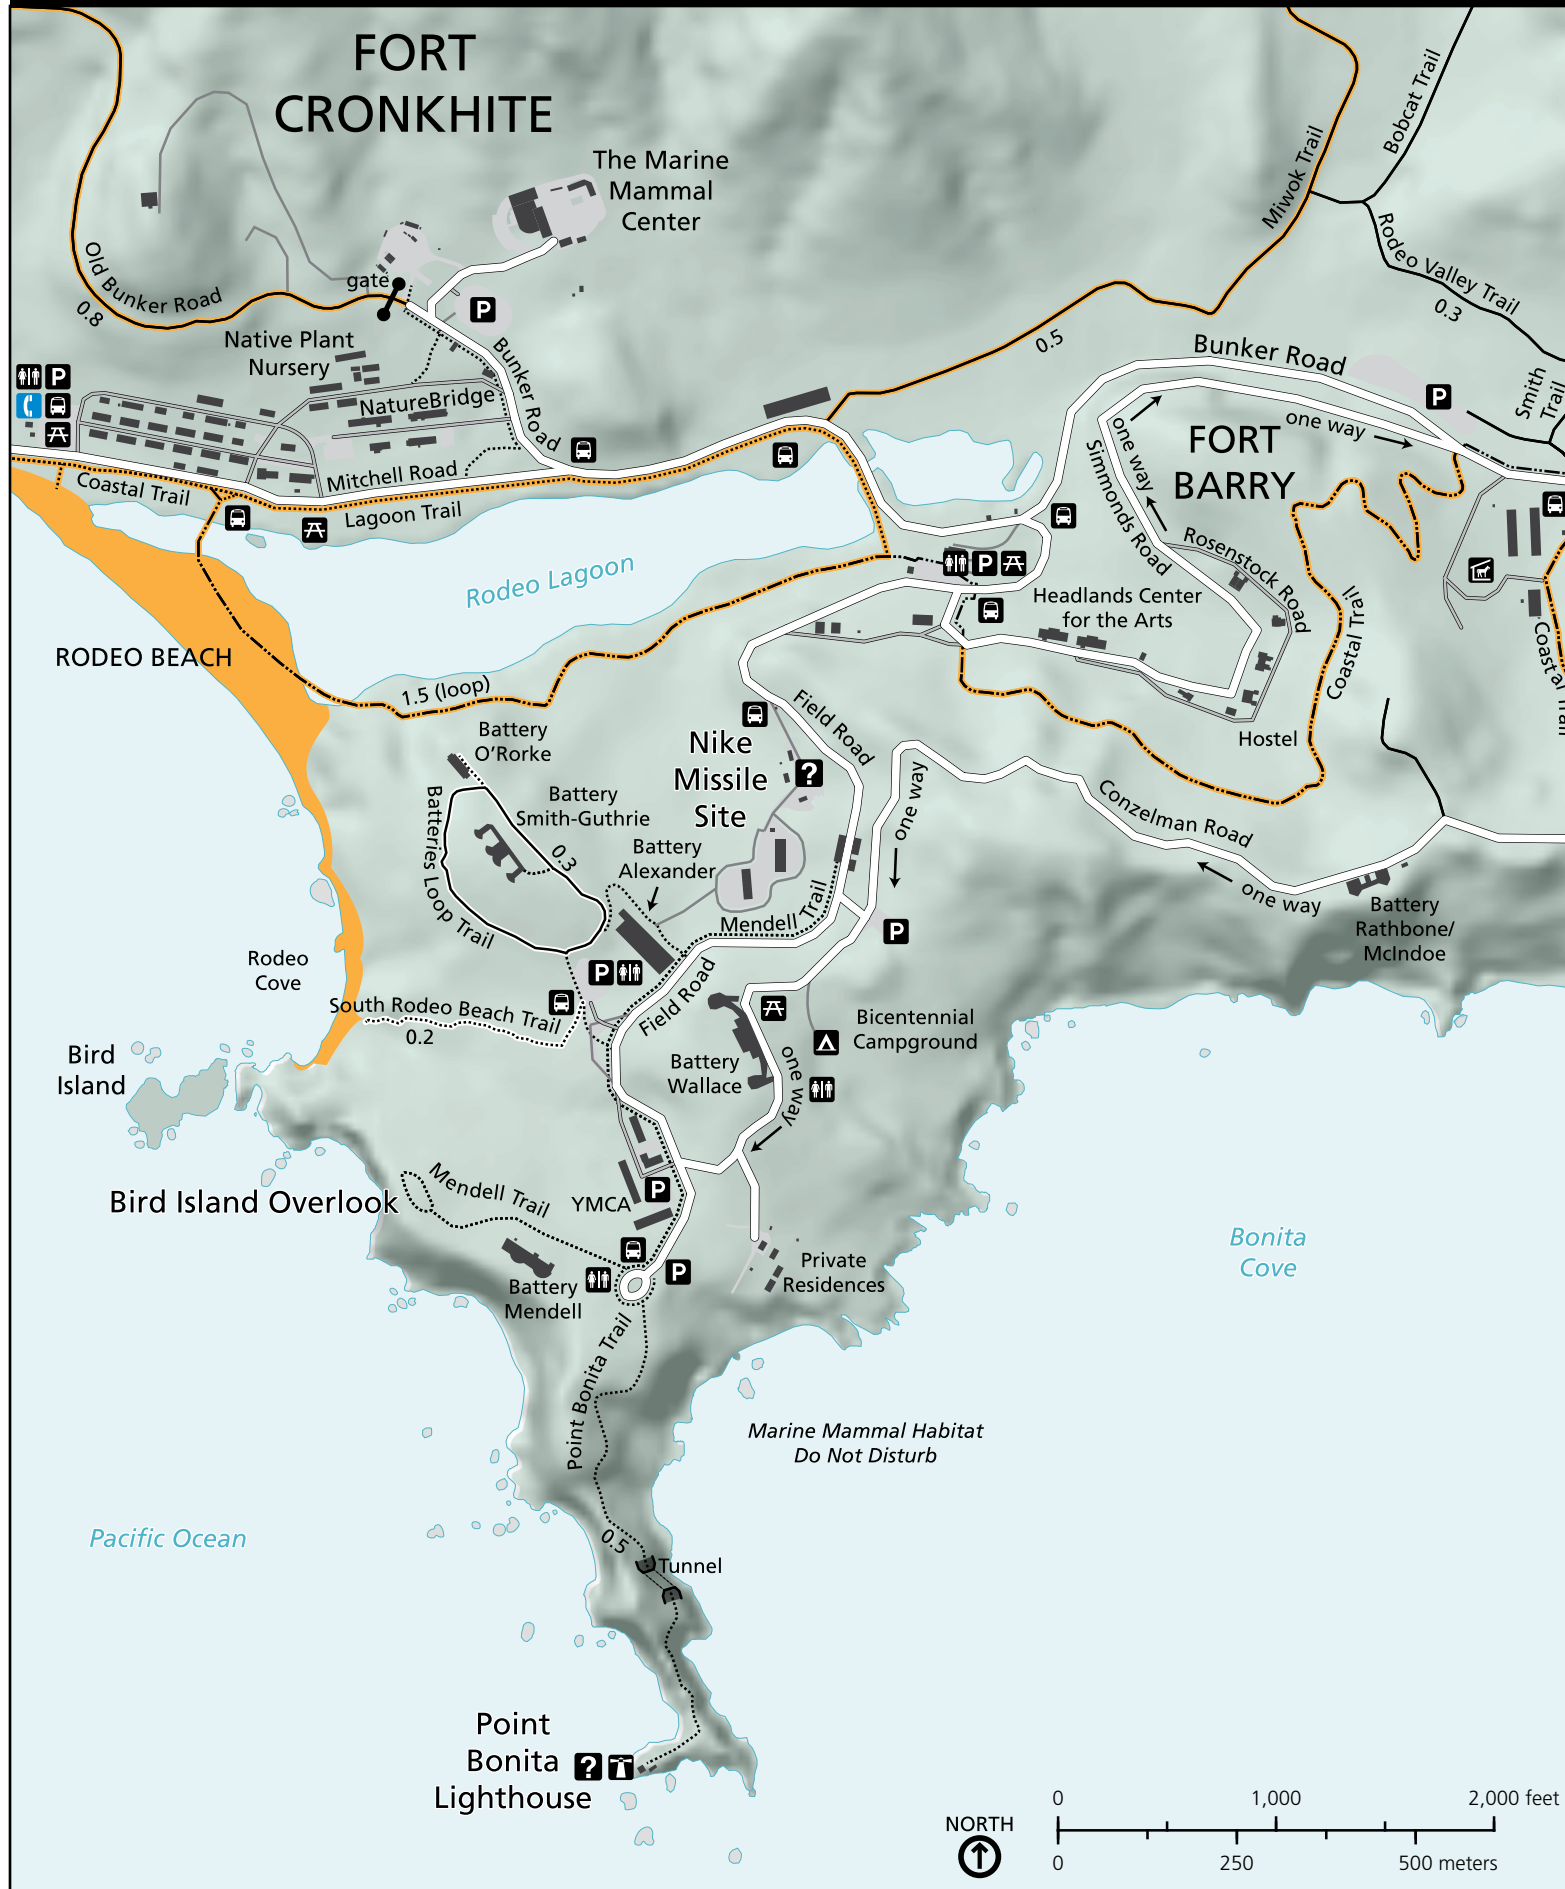 FORT
CRONKHITE
The Marine
Mammal
Center
Miwok Trail
Bobcat Trail
Rodeo Valley Trail
0.3
Old Bunker Road
0.8
gate
P
Native Plant
Nursery
Bunker Road
NatureBridge
P
0.5
Bunker Road
P
Smith
Trail
one way
FORT
BARRY
one way
Simmonds Road
Mitchell Road
Coastal Trail
Lagoon Trail
Rosenstock Road
Rodeo Lagoon
P
Headlands Center
for the Arts
Coastal Trail
Coastal Trail
RODEO BEACH
1.5 (loop)
Hostel
Field Road
Battery
O'Rorke
Nike
Missile
Site
?
Battery
Smith-Guthrie
0.3
Batteries Loop Trail
Battery
Alexander
one way
Conzelman Road
one way
Battery
Rathbone/
McIndoe
Mendell Trail
P
P
Rodeo
Cove
South Rodeo Beach Trail
0.2
Field Road
Bicentennial
Campground
Bird
Island
Battery
Wallace
one way
Bird Island Overlook
Mendell Trail
YMCA
P
Bonita
Cove
Private
Residences
P
Battery
Mendell
Point Bonita Trail
Marine Mammal Habitat
Do Not Disturb
Pacific Ocean
0.5
Tunnel
Point
Bonita
Lighthouse
?
NORTH
0 1,000 2,000 feet
0 250 500 meters